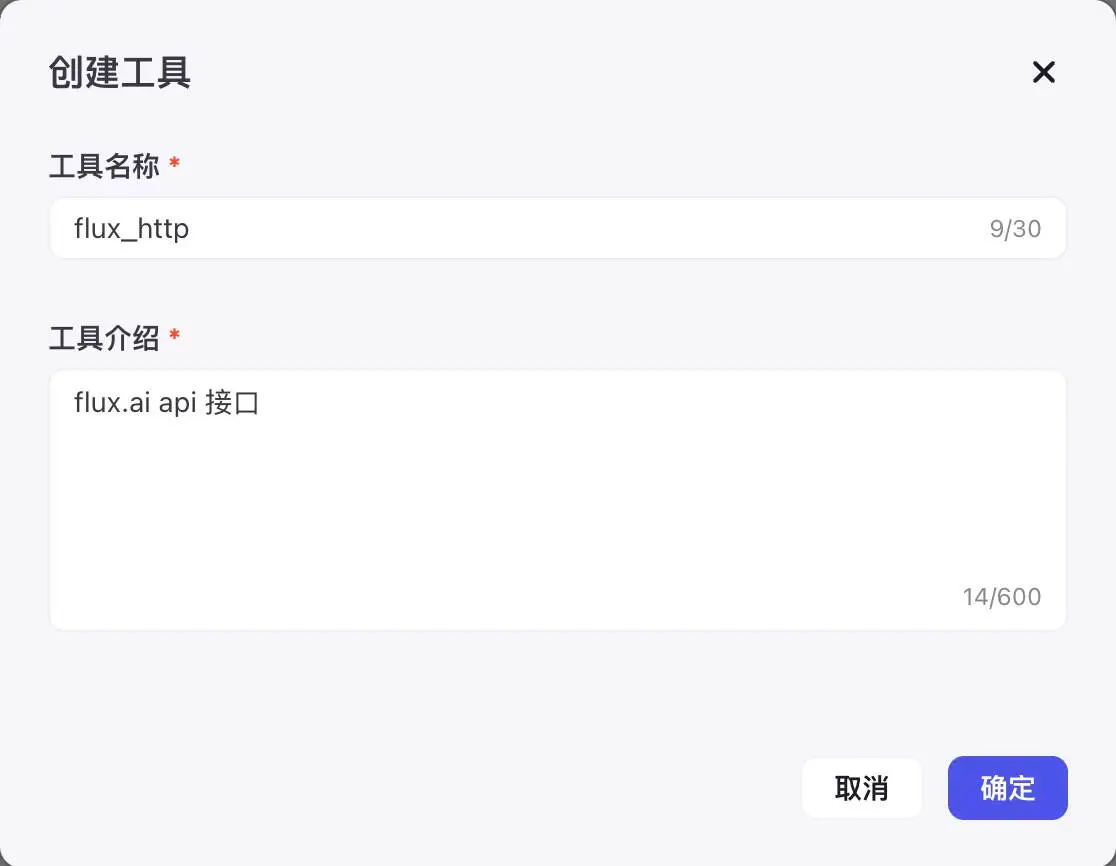 创建工具
工具名称 *
flux_http
9/30
工具介绍 *
flux.ai api 接口
14/600
取消
确定